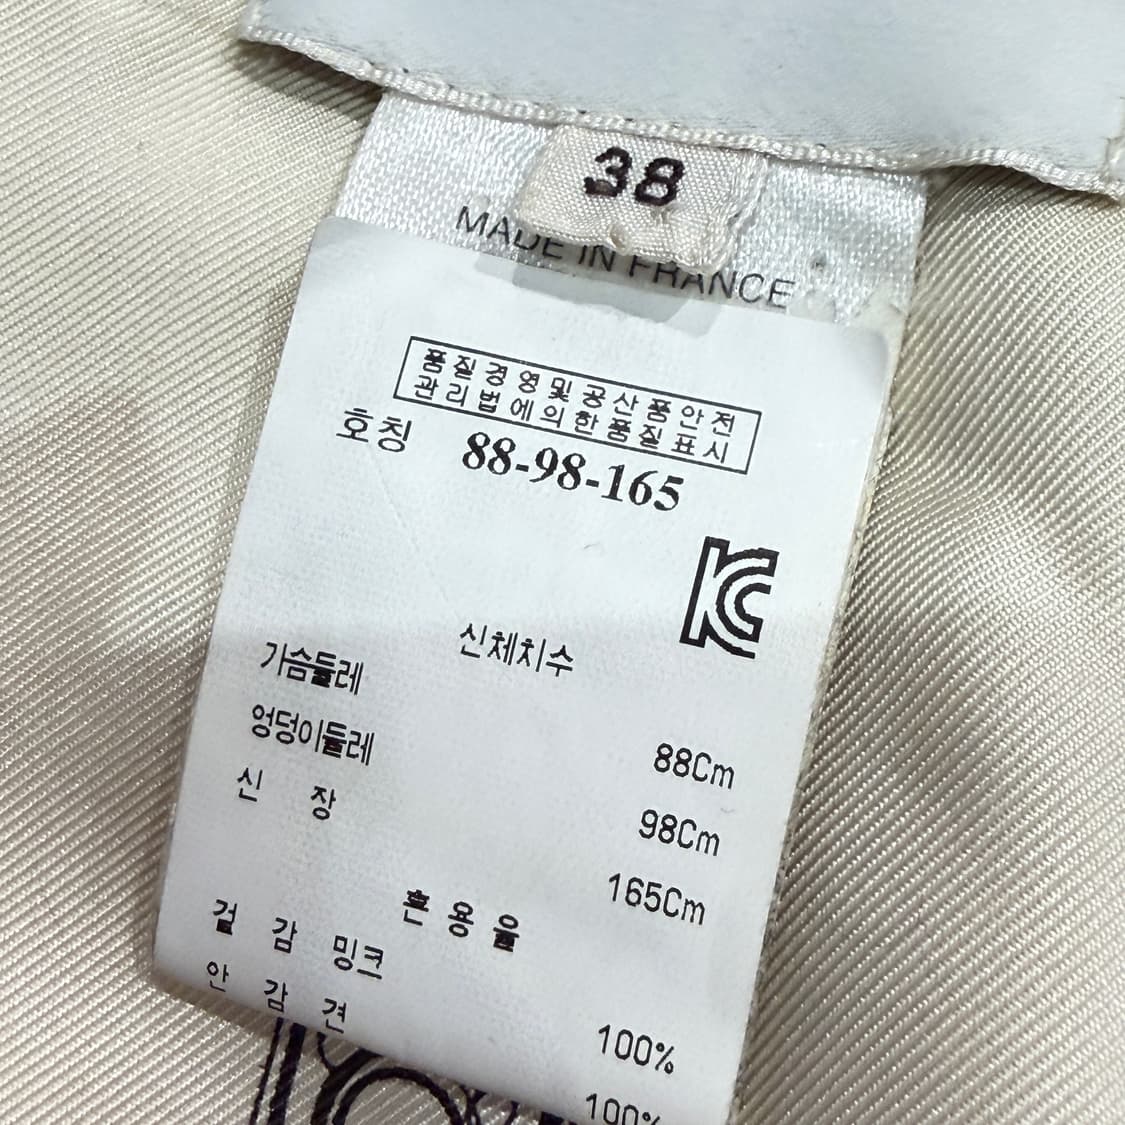 38
MADE IN FRANCE
품질경영및공산품안전
관리법에의한품질표시
호칭 88-98-165
신체치수
가슴둘레 88Cm
엉덩이둘레 98Cm
신 장 165Cm
혼용율
겉 감 밍크 100%
안 감 견 100%